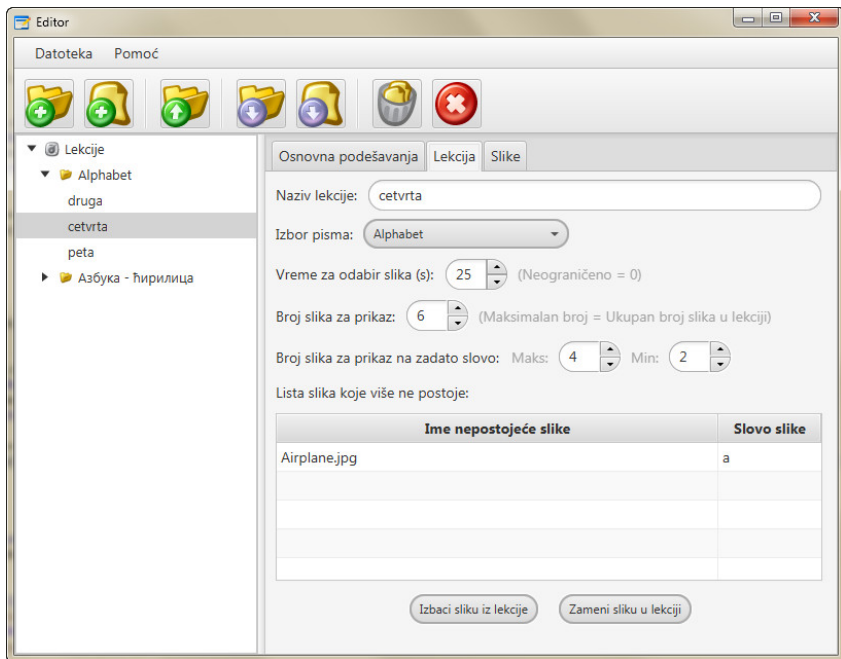 Editor
Datoteka Pomoć
Lekcije
Alphabet
druga
cetvrta
peta
Азбука - ћирилица
Osnovna podešavanja Lekcija Slike
Naziv lekcije: cetvrta
Izbor pisma: Alphabet
Vreme za odabir slika (s): 25 (Neograničeno = 0)
Broj slika za prikaz: 6 (Maksimalan broj = Ukupan broj slika u lekciji)
Broj slika za prikaz na zadato slovo: Maks: 4 Min: 2
Lista slika koje više ne postoje:
Ime nepostojeće slike Slovo slike
Airplane.jpg a
Izbaci sliku iz lekcije Zameni sliku u lekciji